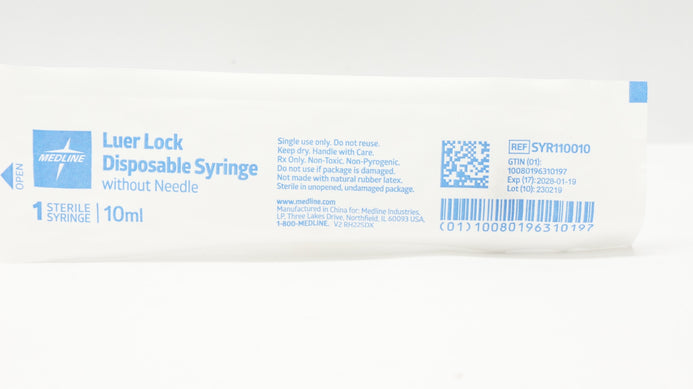 OPEN
MEDLINE
Luer Lock
Disposable Syringe
without Needle
1 STERILE SYRINGE | 10ml
Single use only. Do not reuse.
Keep dry. Handle with Care.
Rx Only. Non-Toxic. Non-Pyrogenic.
Do not use if package is damaged.
Not made with natural rubber latex.
Sterile in unopened, undamaged package.
www.medline.com
Manufactured in China for: Medline Industries,
LP, Three Lakes Drive, Northfield, IL 60093 USA.
1-800-MEDLINE. V2 RH22SDX
REF SYR110010
GTIN (01):
10080196310197
Exp (17): 2028-01-19
Lot (10): 230219
(01)10080196310197